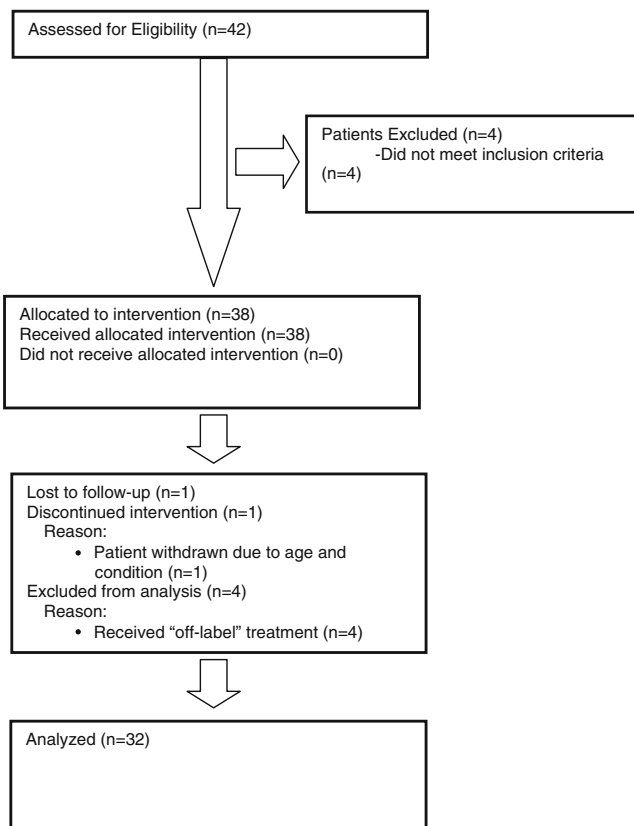 Assessed for Eligibility (n=42)
Patients Excluded (n=4)
-Did not meet inclusion criteria
(n=4)
Allocated to intervention (n=38)
Received allocated intervention (n=38)
Did not receive allocated intervention (n=0)
Lost to follow-up (n=1)
Discontinued intervention (n=1)
Reason:
• Patient withdrawn due to age and
condition (n=1)
Excluded from analysis (n=4)
Reason:
• Received “off-label” treatment (n=4)
Analyzed (n=32)